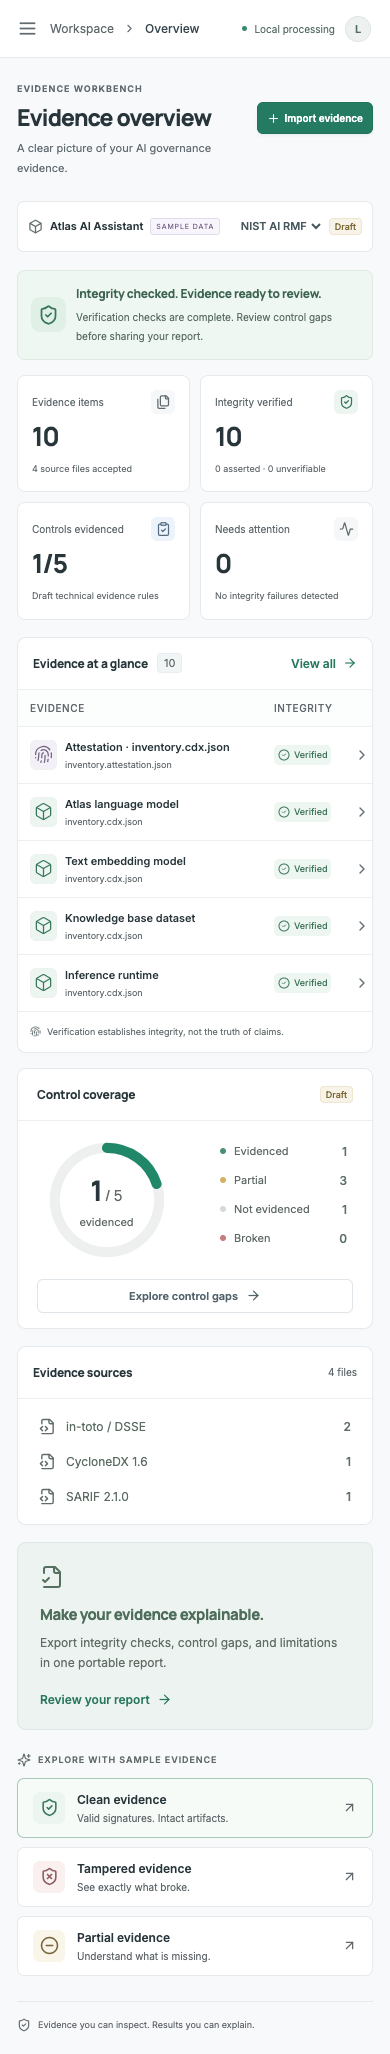 Workspace > Overview
Local processing
L
EVIDENCE WORKBENCH
Evidence overview
+ Import evidence
A clear picture of your AI governance
evidence.
Atlas AI Assistant
SAMPLE DATA
NIST AI RMF
Draft
Integrity checked. Evidence ready to review.
Verification checks are complete. Review control gaps
before sharing your report.
Evidence items
10
4 source files accepted
Integrity verified
10
0 asserted · 0 unverifiable
Controls evidenced
1/5
Draft technical evidence rules
Needs attention
0
No integrity failures detected
Evidence at a glance 10
View all →
EVIDENCE INTEGRITY
Attestation · inventory.cdx.json
inventory.attestation.json
Verified
Atlas language model
inventory.cdx.json
Verified
Text embedding model
inventory.cdx.json
Verified
Knowledge base dataset
inventory.cdx.json
Verified
Inference runtime
inventory.cdx.json
Verified
Verification establishes integrity, not the truth of claims.
Control coverage
Draft
1 / 5
evidenced
Evidenced 1
Partial 3
Not evidenced 1
Broken 0
Explore control gaps →
Evidence sources
4 files
in-toto / DSSE 2
CycloneDX 1.6 1
SARIF 2.1.0 1
Make your evidence explainable.
Export integrity checks, control gaps, and limitations
in one portable report.
Review your report →
EXPLORE WITH SAMPLE EVIDENCE
Clean evidence
Valid signatures. Intact artifacts.
Tampered evidence
See exactly what broke.
Partial evidence
Understand what is missing.
Evidence you can inspect. Results you can explain.